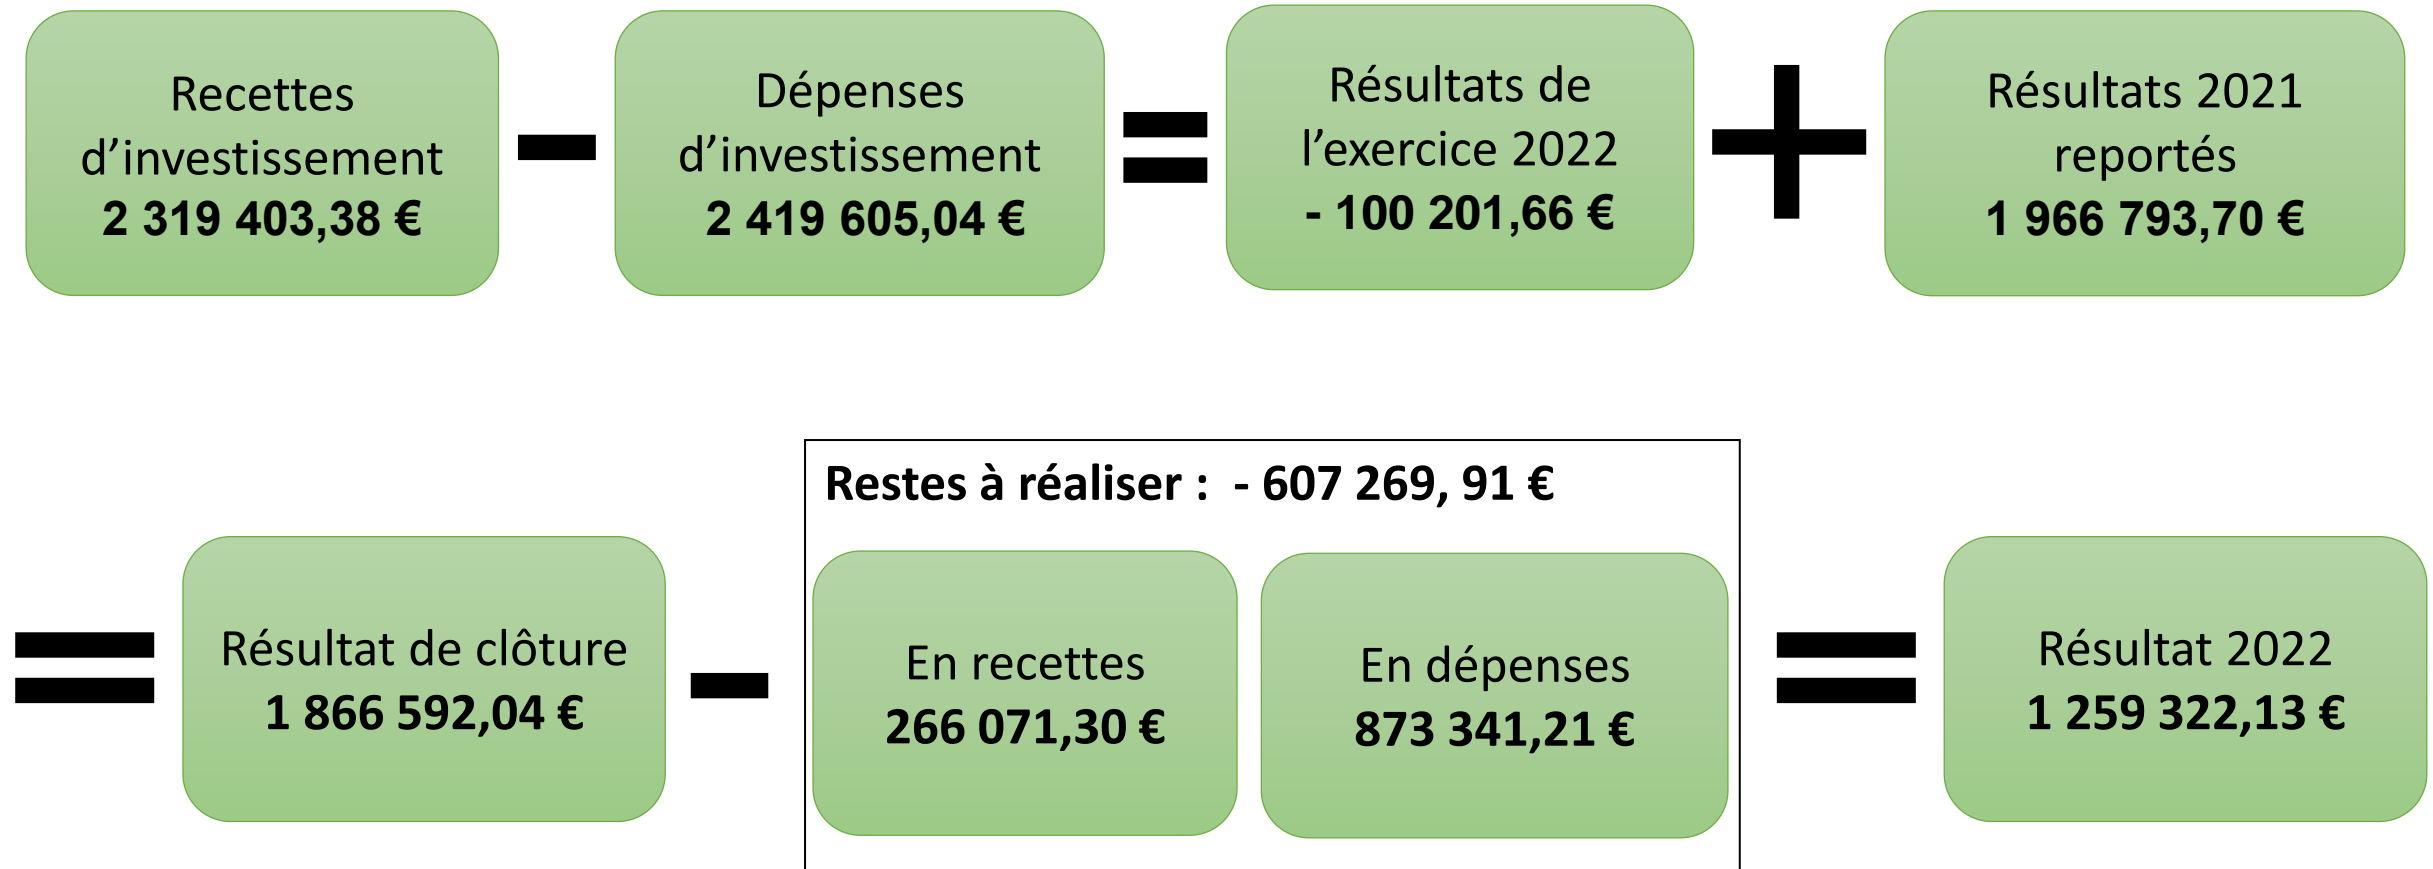 Recettes
d’investissement
2 319 403,38 €
Dépenses
d’investissement
2 419 605,04 €
Résultats de
l’exercice 2022
- 100 201,66 €
Résultats 2021
reportés
1 966 793,70 €
Résultat de clôture
1 866 592,04 €
Restes à réaliser : - 607 269, 91 €
En recettes
266 071,30 €
En dépenses
873 341,21 €
Résultat 2022
1 259 322,13 €